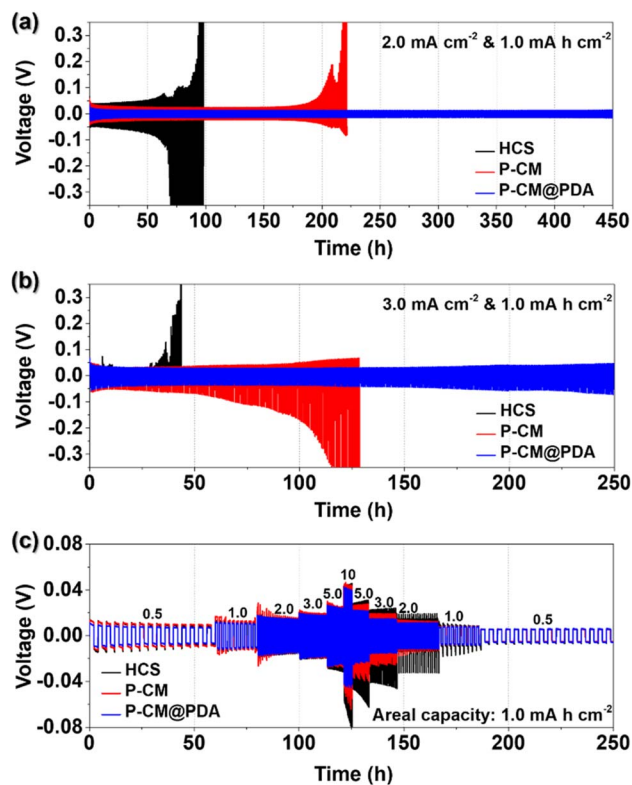 (a)
2.0 mA cm-2 & 1.0 mA h cm-2
0.3
0.2
0.1
0.0
-0.1
-0.2
-0.3
Voltage (V)
HCS
P-CM
P-CM@PDA
0 50 100 150 200 250 300 350 400 450
Time (h)
(b)
3.0 mA cm-2 & 1.0 mA h cm-2
0.3
0.2
0.1
0.0
-0.1
-0.2
-0.3
Voltage (V)
HCS
P-CM
P-CM@PDA
0 50 100 150 200 250
Time (h)
(c)
0.08
0.04
0.00
-0.04
-0.08
Voltage (V)
0.5 1.0 2.0 3.0 5.0 10 5.0 3.0 2.0 1.0 0.5
HCS
P-CM
P-CM@PDA
Areal capacity: 1.0 mA h cm-2
0 50 100 150 200 250
Time (h)